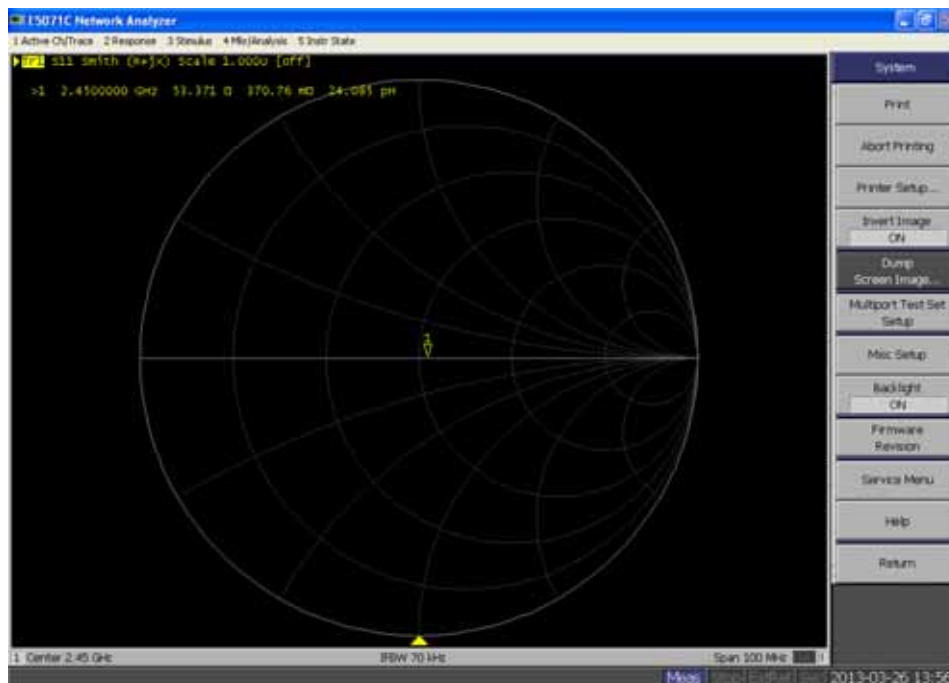 E5071C Network Analyzer
1 Active Ch/Trace 2 Response 3 Stimulus 4 Mkr/Analysis 5 Instr State
Tr1 S11 Smith (R+jX) Scale 1.000U [off]
>1 2.4500000 GHz 53.371 Ω 370.76 mΩ 24.085 pH
1
System
Print
Abort Printing
Printer Setup...
Invert Image
ON
Dump
Screen Image...
Multiport Test Set
Setup
Misc Setup
Backlight
ON
Firmware
Revision
Service Menu
Help
Return
1 Center 2.45 GHz IFBW 70 kHz Span 100 MHz
Meas 2013-03-26 13:5